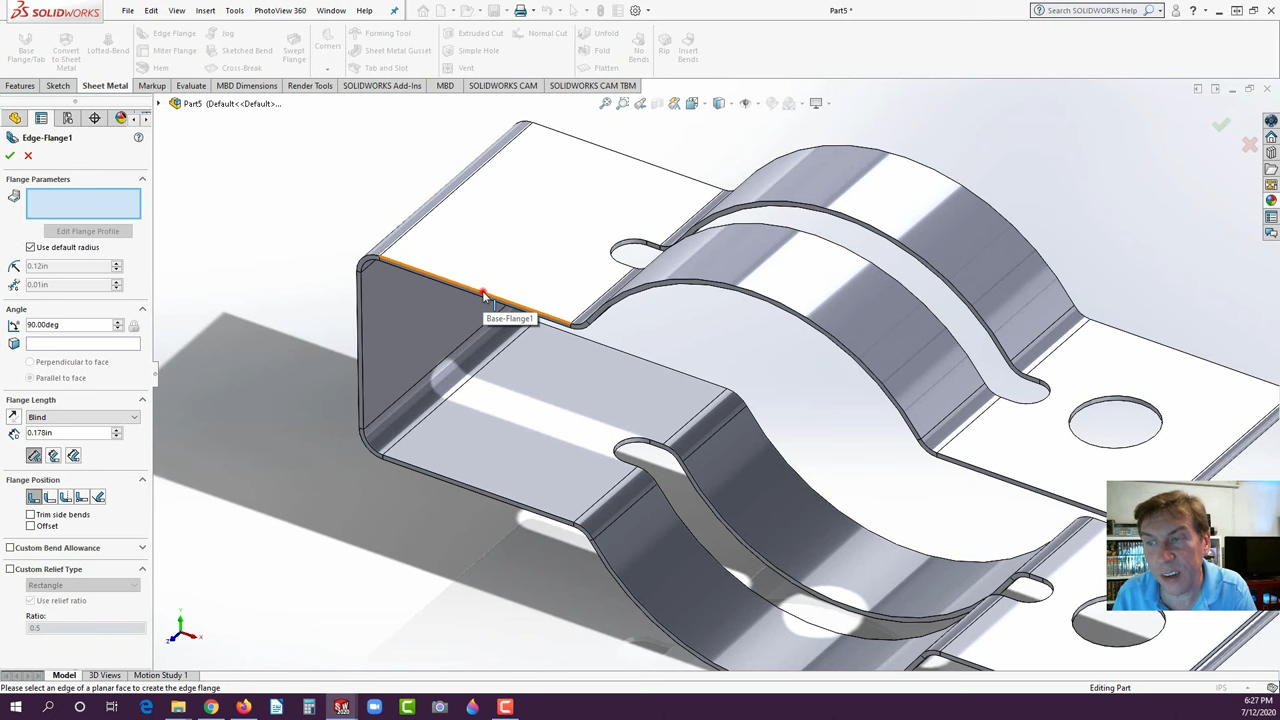 SOLIDWORKS File Edit View Insert Tools PhotoView 360 Window Help Part5 * Search SOLIDWORKS Help
Base Flange/Tab
Convert to Sheet Metal
Lofted-Bend
Edge Flange
Miter Flange
Hem
Jog
Sketched Bend
Cross-Break
Swept Flange
Corners
Forming Tool
Sheet Metal Gusset
Tab and Slot
Extruded Cut
Simple Hole
Vent
Normal Cut
Unfold
Fold
Flatten
No Bends
Rip
Insert Bends
Features Sketch Sheet Metal Markup Evaluate MBD Dimensions Render Tools SOLIDWORKS Add-Ins MBD SOLIDWORKS CAM SOLIDWORKS CAM TBM
Part5 (Default<<Default>...
Edge-Flange1
Flange Parameters
Edit Flange Profile
Use default radius
0.12in
0.01in
Angle
90.00deg
Perpendicular to face
Parallel to face
Flange Length
Blind
0.178in
Flange Position
Trim side bends
Offset
Custom Bend Allowance
Custom Relief Type
Rectangle
Use relief ratio
Ratio:
0.5
Base-Flange1
Y
X
Z
Model 3D Views Motion Study 1
Please select an edge of a planar face to create the edge flange
Editing Part
IPS
6:27 PM
7/12/2020